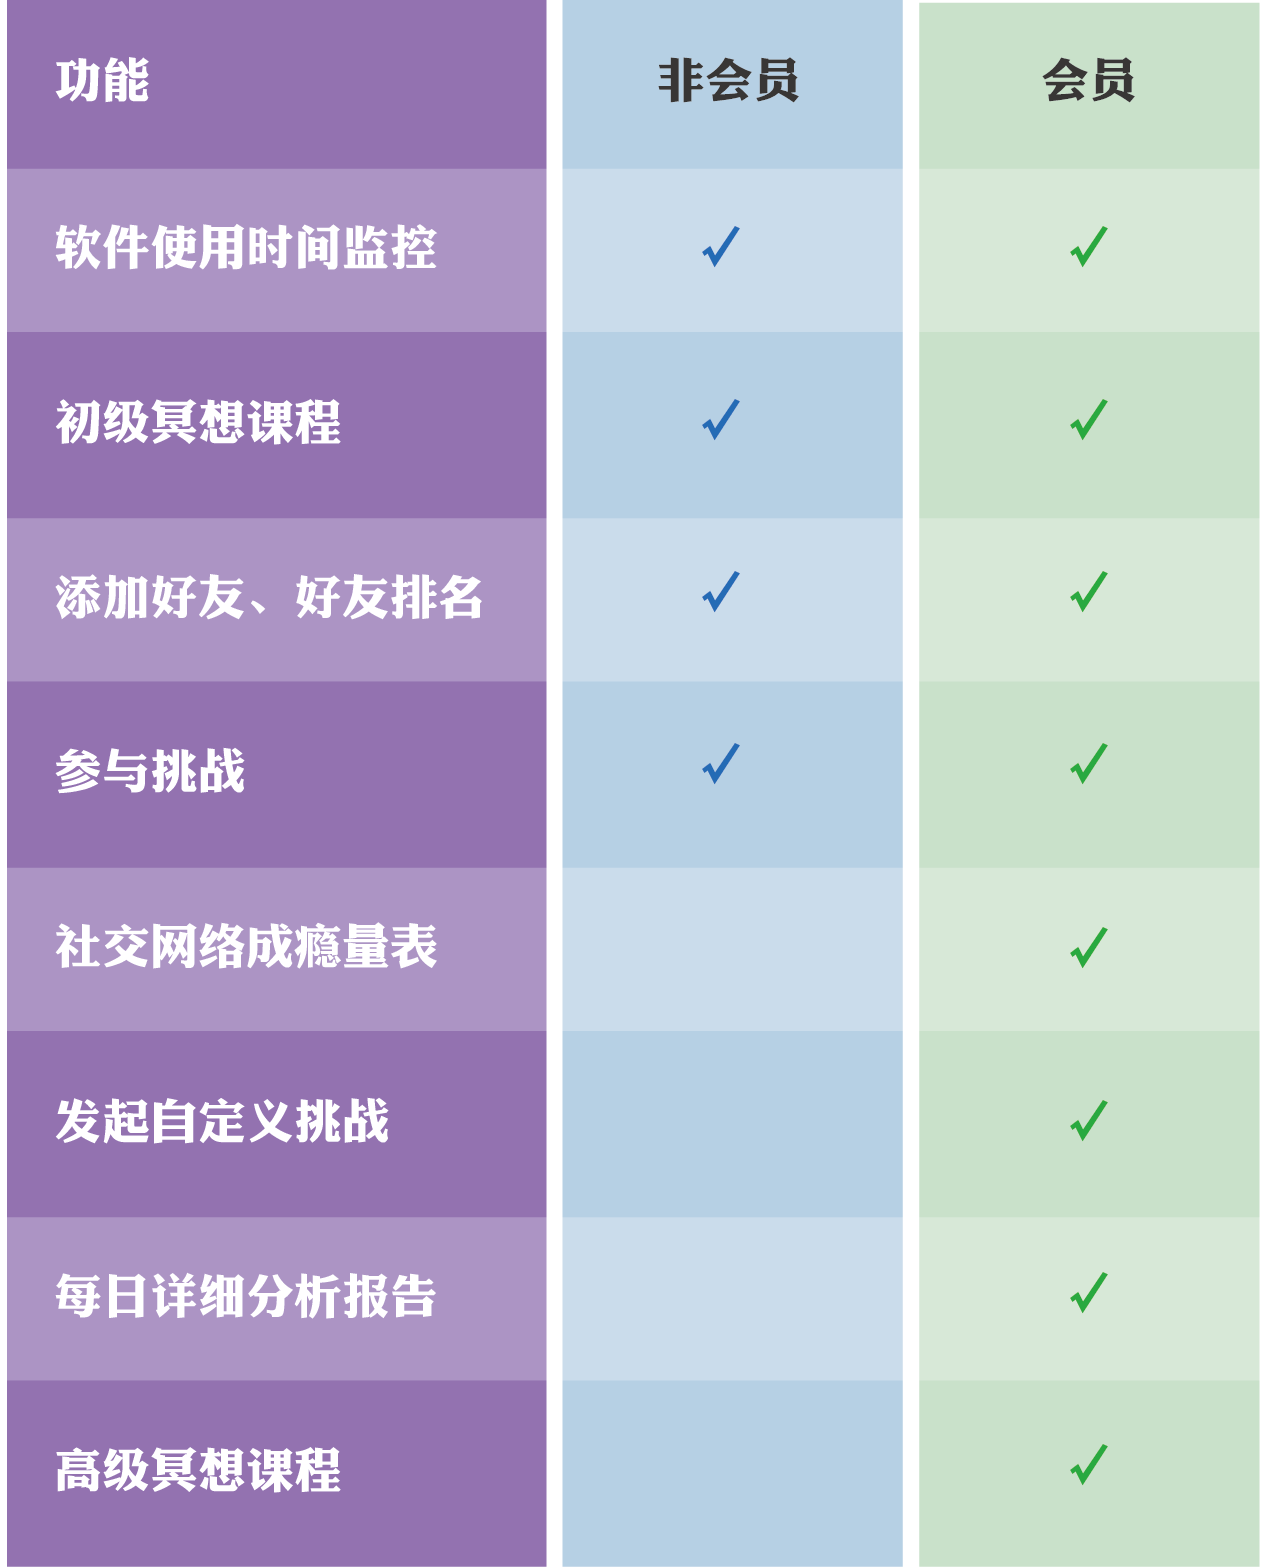 功能 非会员 会员
软件使用时间监控 ✓ ✓
初级冥想课程 ✓ ✓
添加好友、好友排名 ✓ ✓
参与挑战 ✓ ✓
社交网络成瘾量表 ✓
发起自定义挑战 ✓
每日详细分析报告 ✓
高级冥想课程 ✓